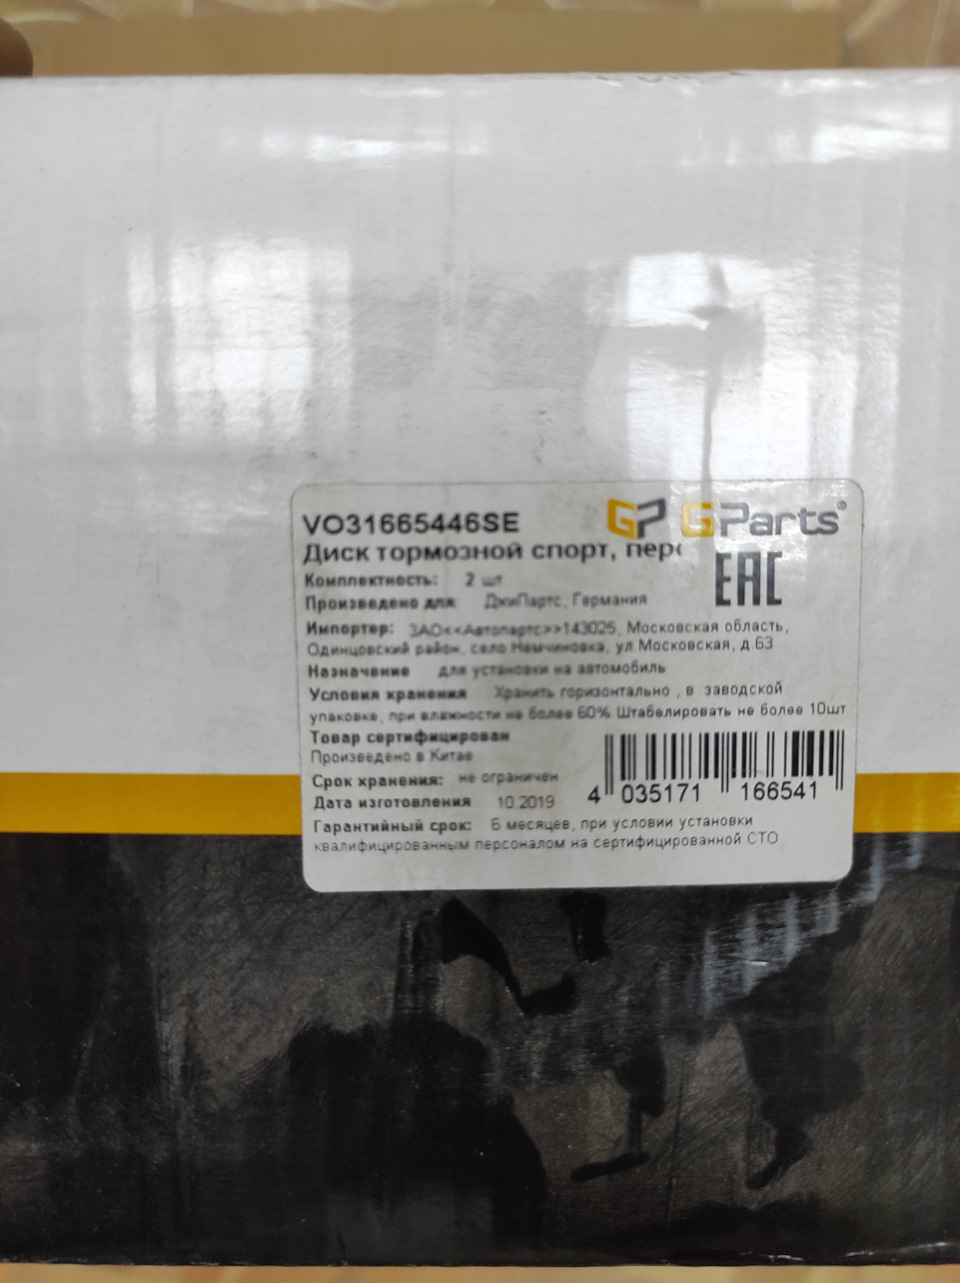 VO31665446SE
GP GParts®
Диск тормозной спорт, пер
EAC
Комплектность: 2 шт
Произведено для: ДжиПартс, Германия
Импортер: ЗАО<<Автопартс>>143025, Московская область,
Одинцовский район, село Немчиновка, ул.Московская, д.63
Назначение для установки на автомобиль
Условия хранения Хранить горизонтально , в заводской
упаковке, при влажности не более 60% Штабелировать не более 10шт
Товар сертифицирован
Произведено в Китае
Срок хранения: не ограничен
Дата изготовления 10.2019
4 035171 166541
Гарантийный срок: 6 месяцев, при условии установки
квалифицированным персоналом на сертифицированной СТО